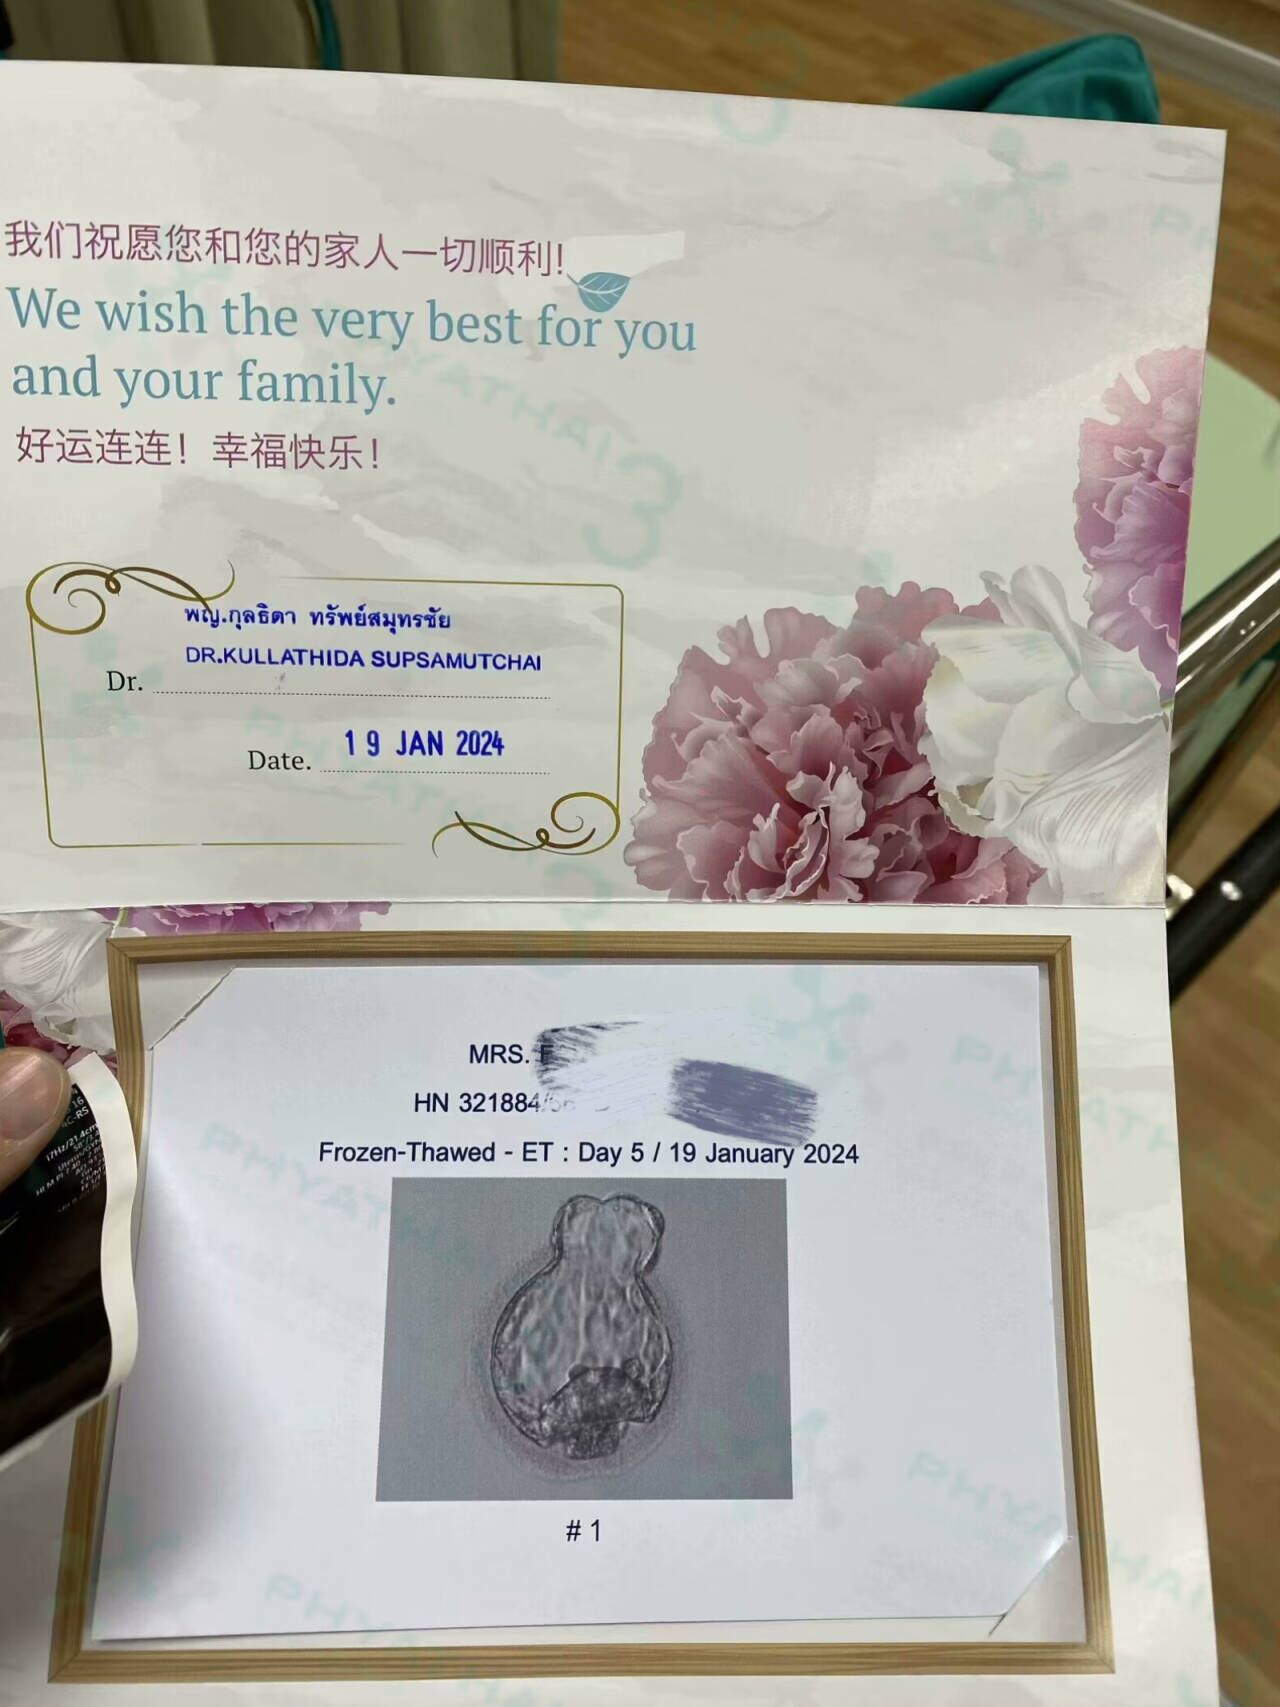 我们祝愿您和您的家人一切顺利!
We wish the very best for you
and your family.
好运连连！幸福快乐！
พญ.กุลธิดา ทรัพย์สมุทรชัย
DR.KULLATHIDA SUPSAMUTCHAI
Dr.
19 JAN 2024
Date.
MRS.
HN 321884/
Frozen-Thawed - ET : Day 5 / 19 January 2024
17Hz/21.4cm
# 1